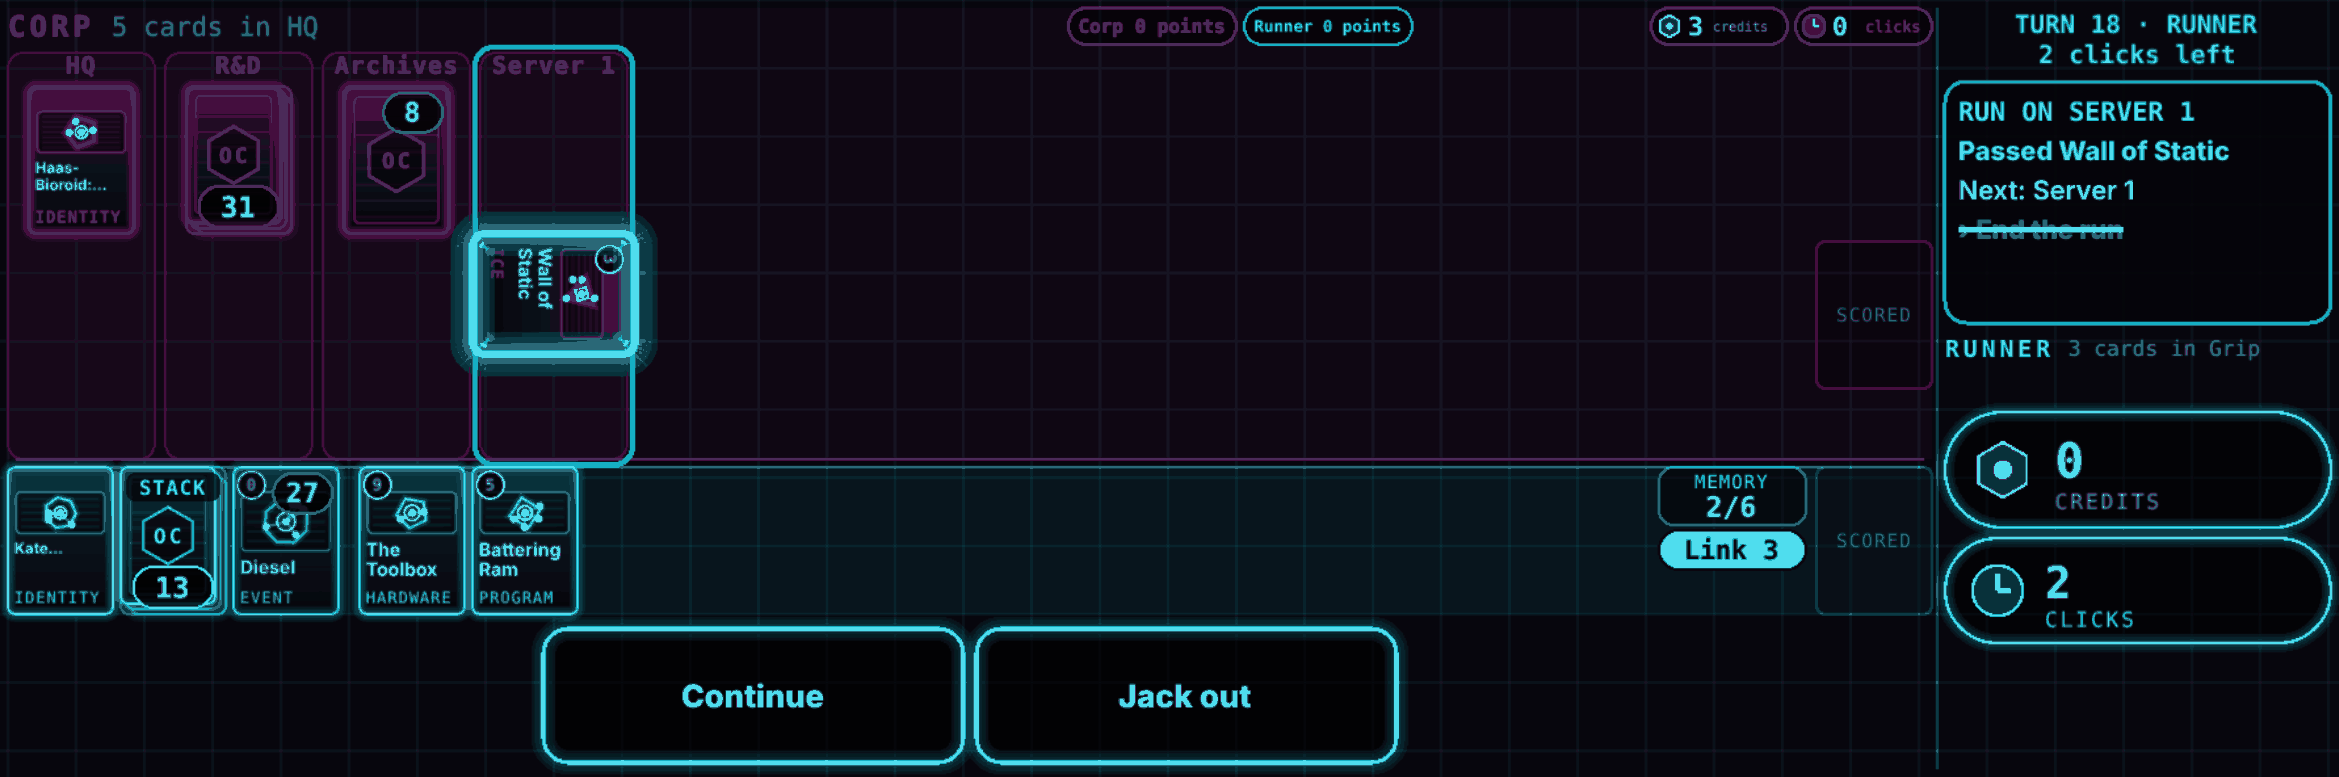 CORP 5 cards in HQ
Corp 0 points
Runner 0 points
3 credits
0 clicks
TURN 18 · RUNNER
2 clicks left
HQ
R&D
Archives
Server 1
Haas-
Bioroid:...
IDENTITY
OC
31
8
OC
3
Wall of
Static
ICE
SCORED
RUN ON SERVER 1
Passed Wall of Static
Next: Server 1
› End the run
RUNNER 3 cards in Grip
0
CREDITS
2
CLICKS
Kate...
IDENTITY
STACK
OC
13
0
27
Diesel
EVENT
9
The
Toolbox
HARDWARE
5
Battering
Ram
PROGRAM
MEMORY
2/6
Link 3
SCORED
Continue
Jack out